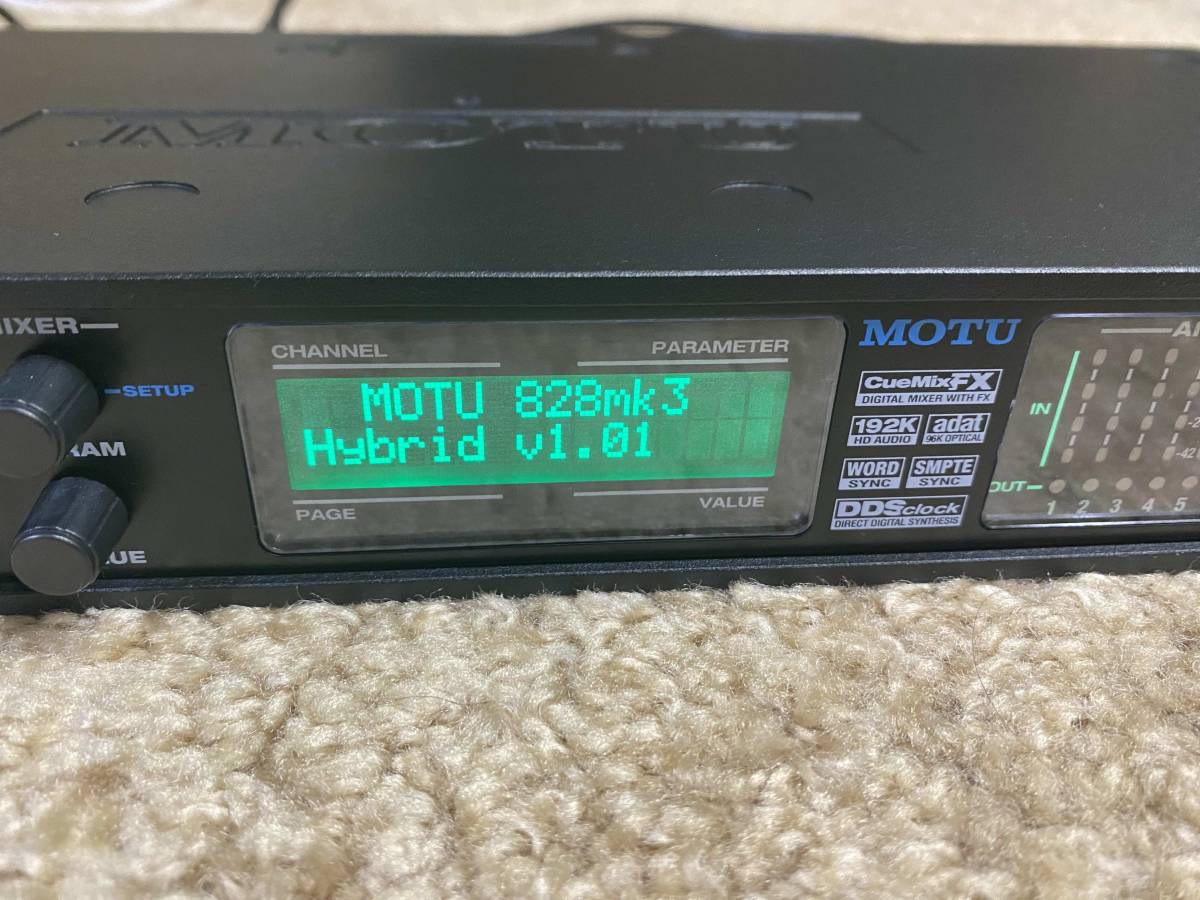 MOTU
MIXER
SETUP
CHANNEL
PARAMETER
MOTU 828mk3
Hybrid v1.01
PAGE
VALUE
MOTU
CueMixFX
DIGITAL MIXER WITH FX
192K
HD AUDIO
adat
96K OPTICAL
WORD
SYNC
SMPTE
SYNC
DDSclock
DIRECT DIGITAL SYNTHESIS
IN
-42
OUT
1 2 3 4 5